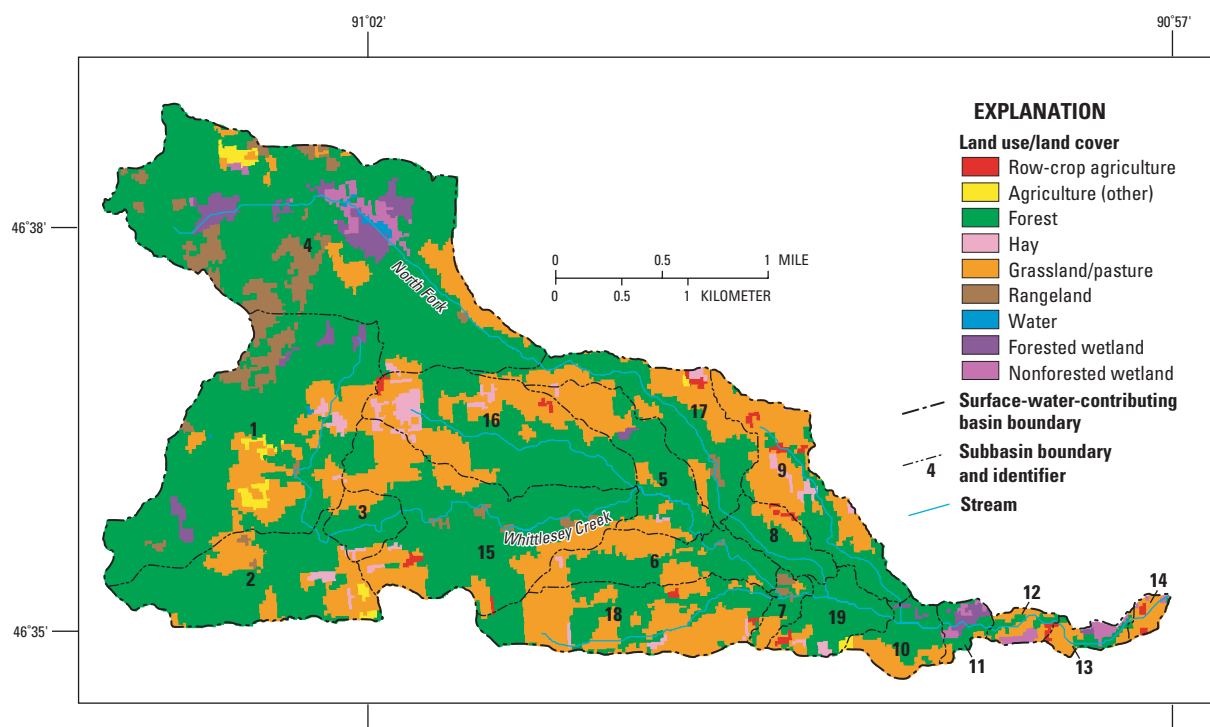 91°02'
90°57'
46°38'
46°35'
EXPLANATION
Land use/land cover
Row-crop agriculture
Agriculture (other)
Forest
Hay
Grassland/pasture
Rangeland
Water
Forested wetland
Nonforested wetland
Surface-water-contributing
basin boundary
Subbasin boundary
4 and identifier
Stream
0 0.5 1 MILE
0 0.5 1 KILOMETER
4
North Fork
1
16
17
9
5
3
Whittlesey Creek
8
15
6
2
18
7
19
12
14
10
11
13